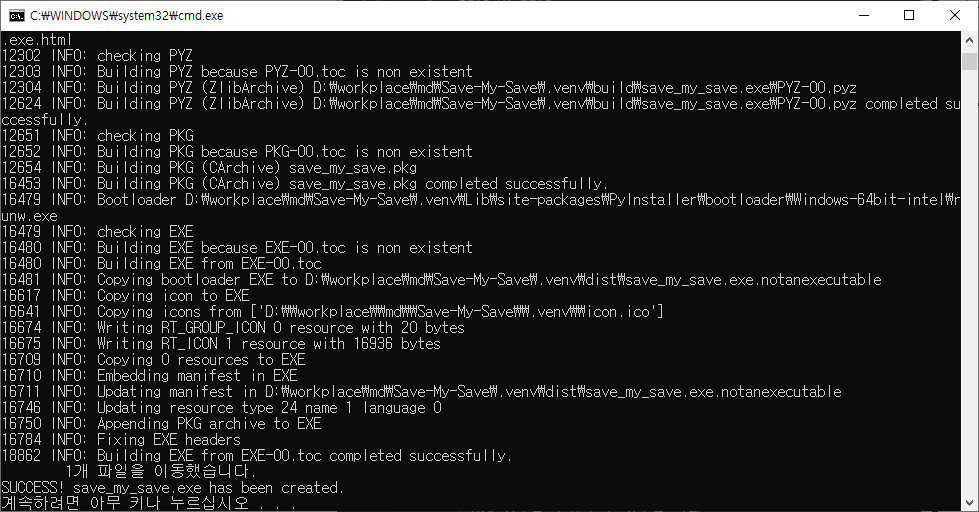 C:₩WINDOWS₩system32₩cmd.exe
.exe.html
12302 INFO: checking PYZ
12303 INFO: Building PYZ because PYZ-00.toc is non existent
12304 INFO: Building PYZ (ZlibArchive) D:₩workplace₩md₩Save-My-Save₩.venv₩build₩save_my_save.exe₩PYZ-00.pyz
12624 INFO: Building PYZ (ZlibArchive) D:₩workplace₩md₩Save-My-Save₩.venv₩build₩save_my_save.exe₩PYZ-00.pyz completed su
ccessfully.
12651 INFO: checking PKG
12652 INFO: Building PKG because PKG-00.toc is non existent
12654 INFO: Building PKG (CArchive) save_my_save.pkg
16453 INFO: Building PKG (CArchive) save_my_save.pkg completed successfully.
16479 INFO: Bootloader D:₩workplace₩md₩Save-My-Save₩.venv₩Lib₩site-packages₩PyInstaller₩bootloader₩Windows-64bit-intel₩r
unw.exe
16479 INFO: checking EXE
16480 INFO: Building EXE because EXE-00.toc is non existent
16480 INFO: Building EXE from EXE-00.toc
16481 INFO: Copying bootloader EXE to D:₩workplace₩md₩Save-My-Save₩.venv₩dist₩save_my_save.exe.notanexecutable
16617 INFO: Copying icon to EXE
16641 INFO: Copying icons from ['D:₩₩workplace₩₩md₩₩Save-My-Save₩₩.venv₩₩icon.ico']
16674 INFO: Writing RT_GROUP_ICON 0 resource with 20 bytes
16675 INFO: Writing RT_ICON 1 resource with 16936 bytes
16709 INFO: Copying 0 resources to EXE
16710 INFO: Embedding manifest in EXE
16711 INFO: Updating manifest in D:₩workplace₩md₩Save-My-Save₩.venv₩dist₩save_my_save.exe.notanexecutable
16746 INFO: Updating resource type 24 name 1 language 0
16750 INFO: Appending PKG archive to EXE
16784 INFO: Fixing EXE headers
18862 INFO: Building EXE from EXE-00.toc completed successfully.
1개 파일을 이동했습니다.
SUCCESS! save_my_save.exe has been created.
계속하려면 아무 키나 누르십시오 . . .